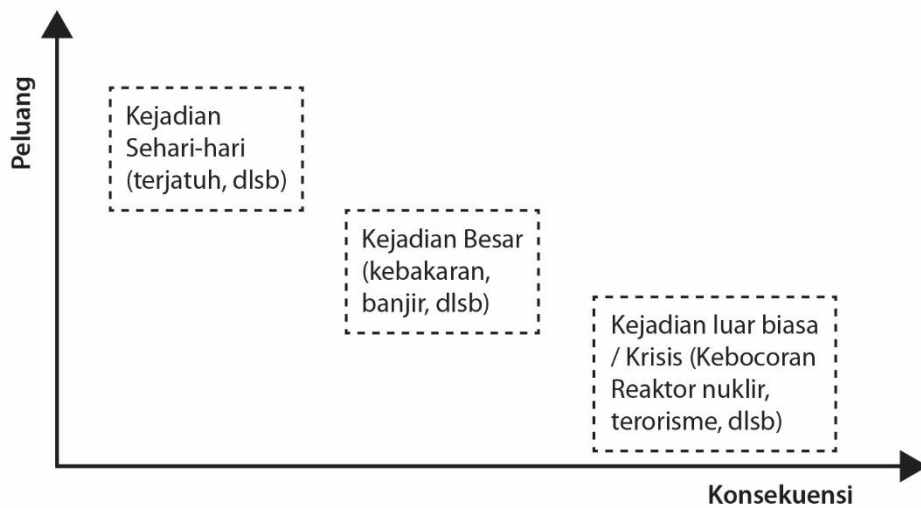 Peluang
Kejadian
Sehari-hari
(terjatuh, dlsb)
Kejadian Besar
(kebakaran,
banjir, dlsb)
Kejadian luar biasa
/ Krisis (Kebocoran
Reaktor nuklir,
terorisme, dlsb)
Konsekuensi